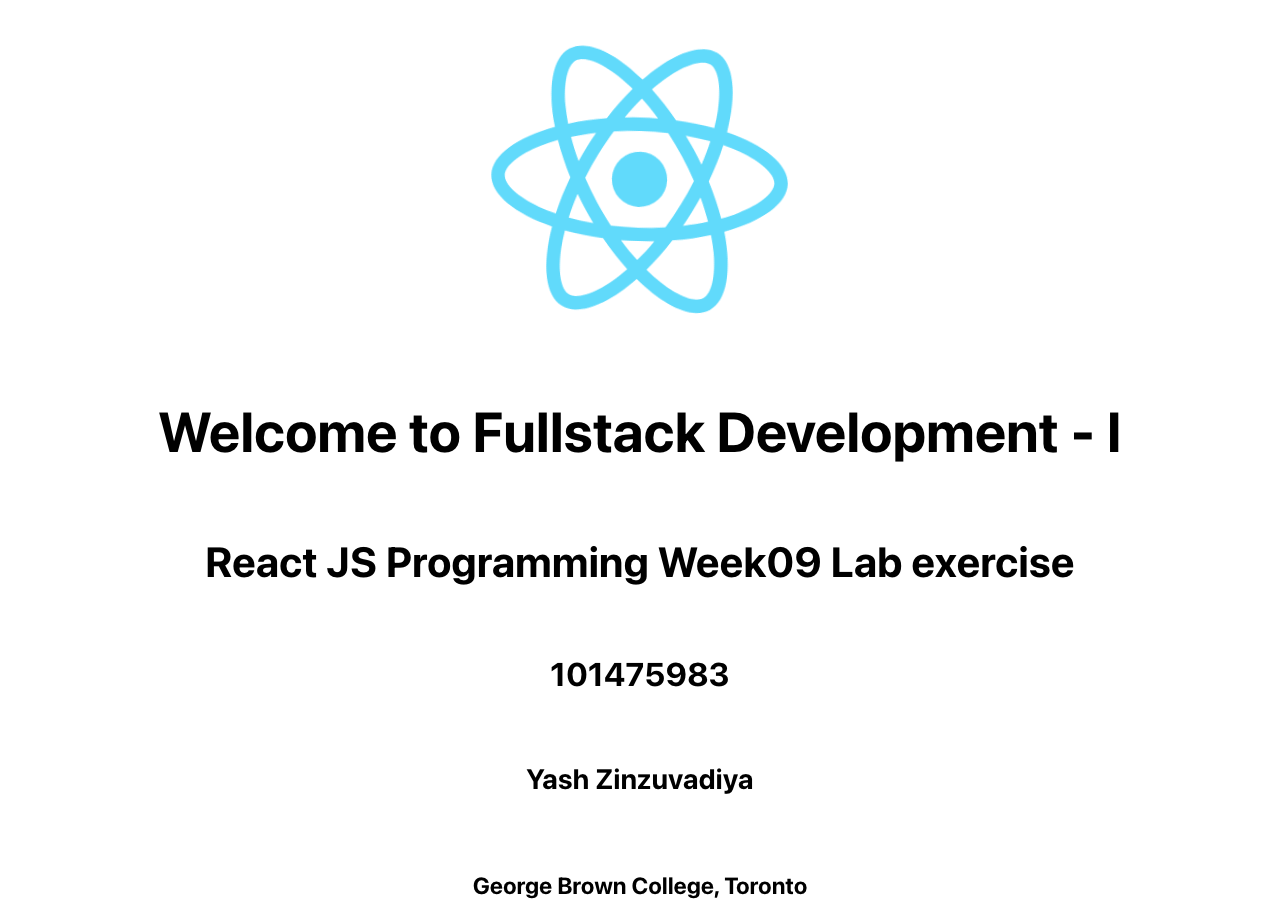 Welcome to Fullstack Development - I
React JS Programming Week09 Lab exercise
101475983
Yash Zinzuvadiya
George Brown College, Toronto